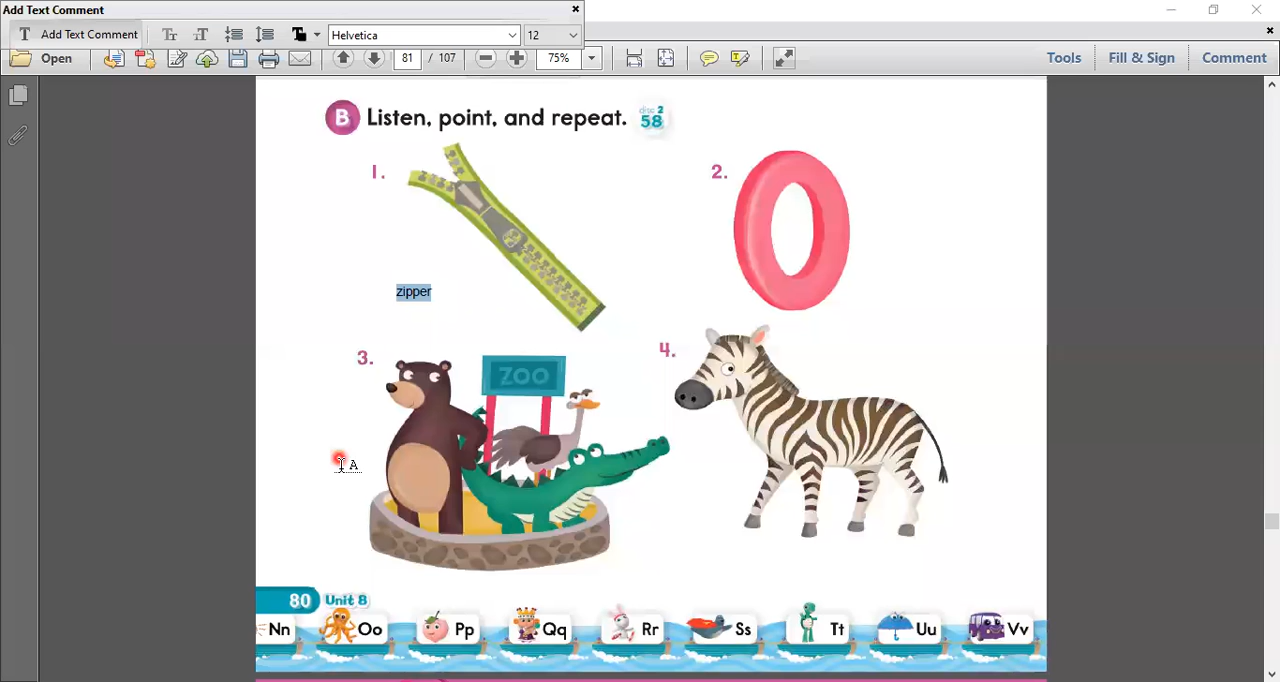 Add Text Comment
Add Text Comment
Helvetica
12
Open
81 / 107
75%
Tools
Fill & Sign
Comment
B Listen, point, and repeat. disc 2 58
1.
2.
zipper
3.
4.
ZOO
A
80 Unit 8
Nn Oo Pp Qq Rr Ss Tt Uu Vv